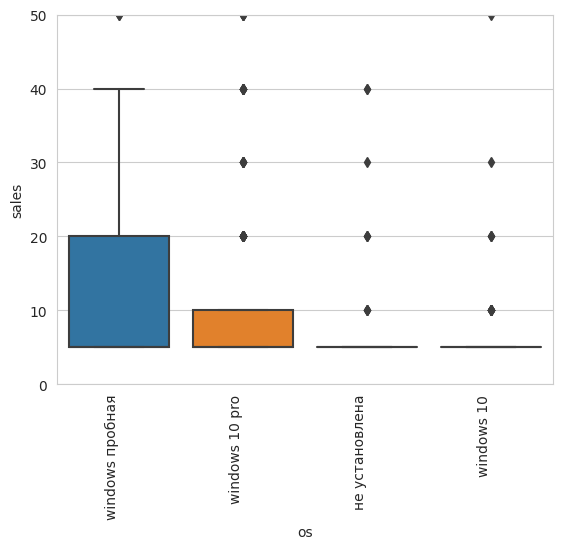 50
40
30
20
10
0
sales
windows пробная
windows 10 pro
не установлена
windows 10
os